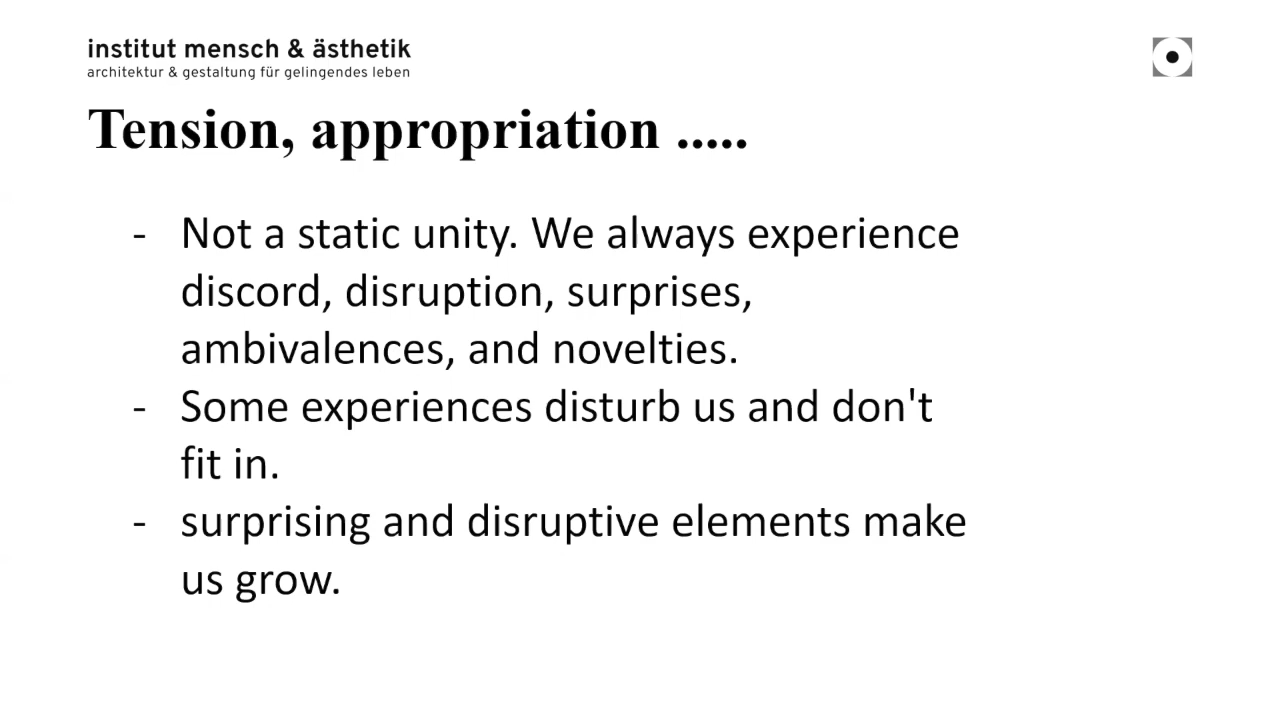 institut mensch & ästhetik
architektur & gestaltung für gelingendes leben
Tension, appropriation .....
- Not a static unity. We always experience
discord, disruption, surprises,
ambivalences, and novelties.
- Some experiences disturb us and don't
fit in.
- surprising and disruptive elements make
us grow.